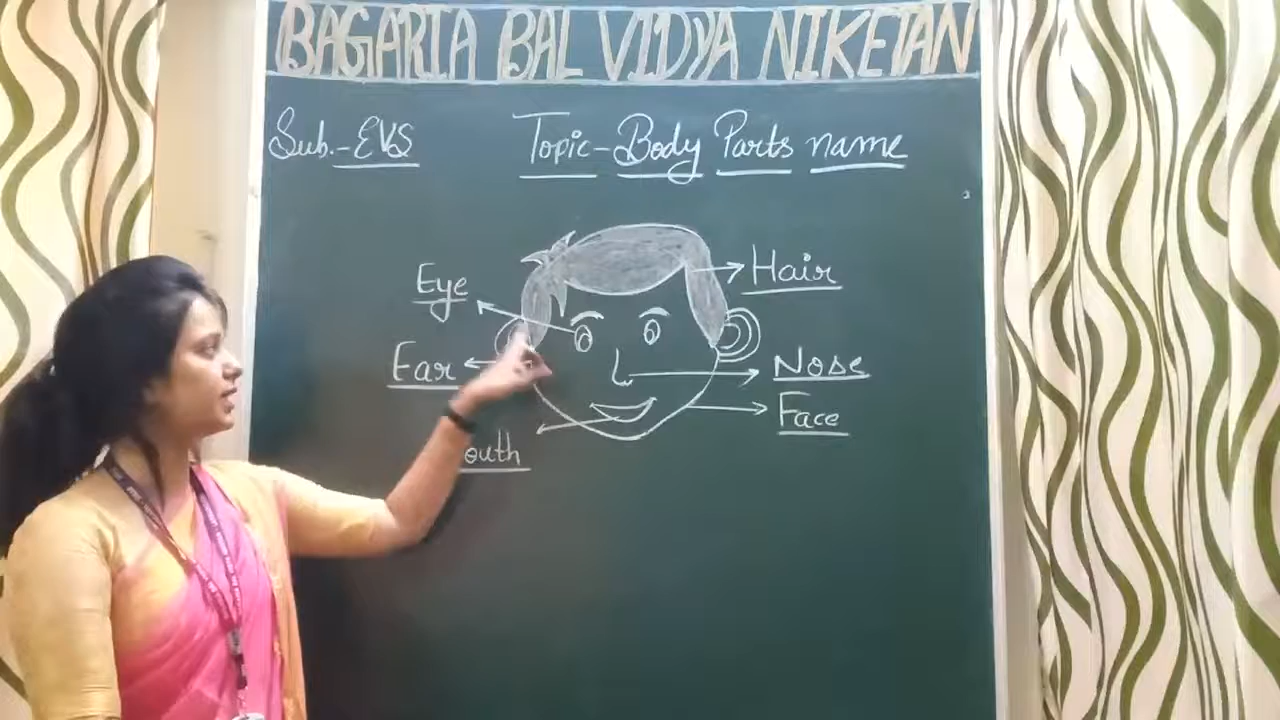 BAGARIA BAL VIDYA NIKETAN
Sub.-EVS
Topic-Body Parts name
Eye
Hair
Ear
Nose
Face
outh